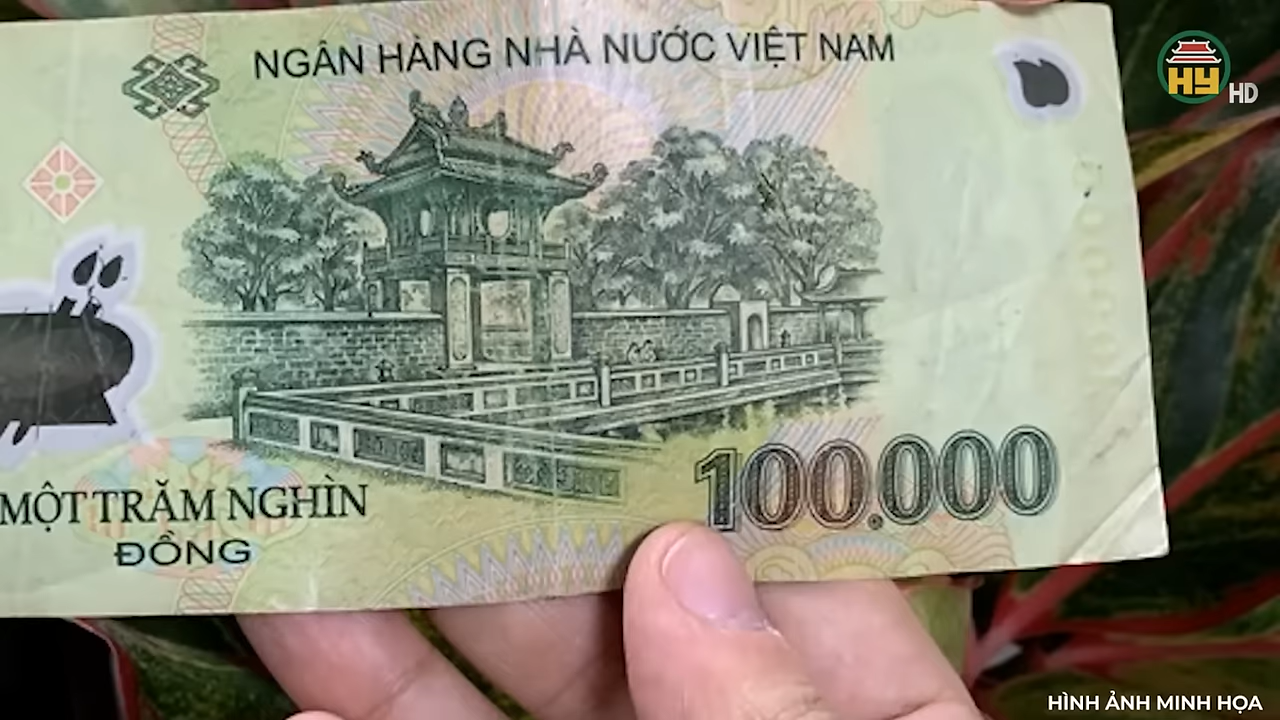 NGÂN HÀNG NHÀ NƯỚC VIỆT NAM
HY HD
MỘT TRĂM NGHÌN
ĐỒNG
100.000
HÌNH ẢNH MINH HỌA